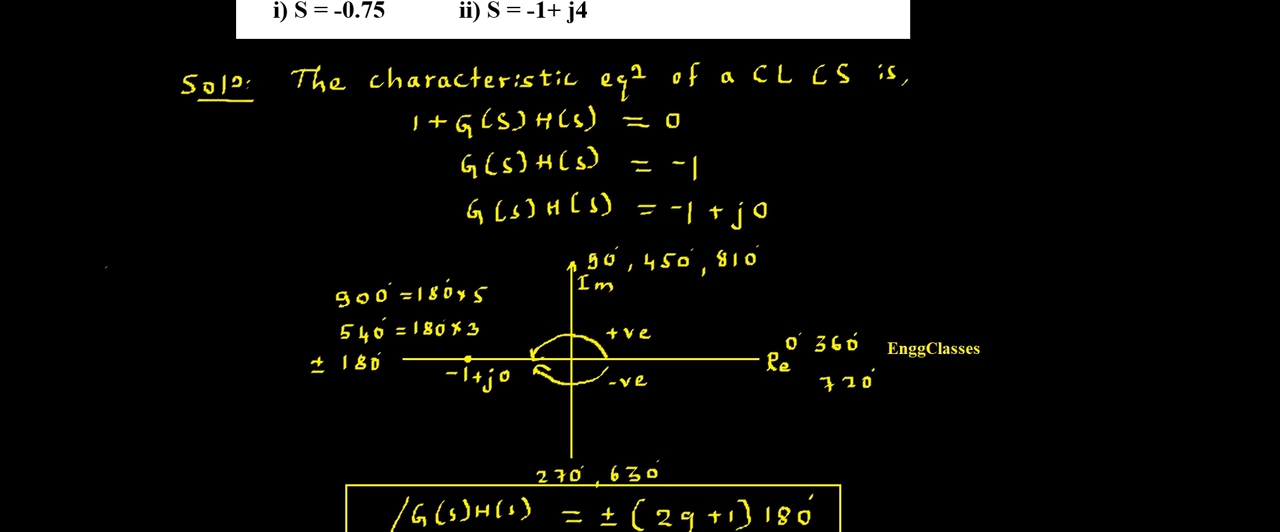 i) S = -0.75 ii) S = -1+ j4
Soln: The characteristic eqn of a CLCS is,
1 + G(s) H(s) = 0
G(s) H(s) = -1
G(s) H(s) = -1 + j0
90°, 450°, 810°
Im
900° = 180° × 5
540° = 180° × 3
+ve
± 180°
Re 0° 360°
EnggClasses
-1+j0
-ve
720°
270°, 630°
/G(s)H(s) = ± (2q+1) 180°